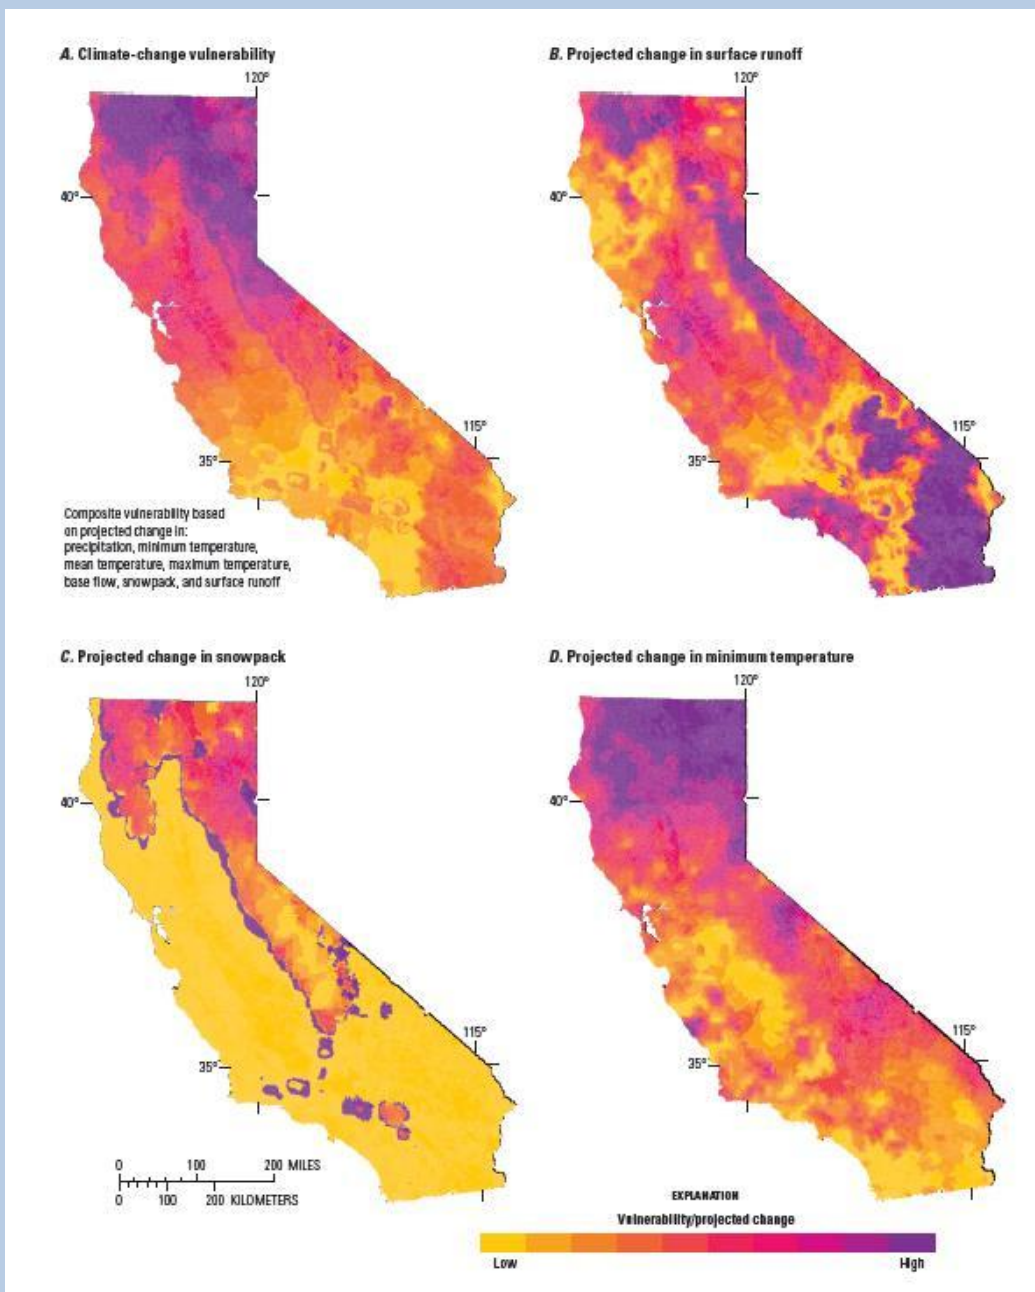 A. Climate-change vulnerability
120°
40°
115°
35°
Composite vulnerability based
on projected change in:
precipitation, minimum temperature,
mean temperature, maximum temperature,
base flow, snowpack, and surface runoff
B. Projected change in surface runoff
120°
40°
115°
35°
C. Projected change in snowpack
120°
40°
115°
35°
0 100 200 MILES
0 100 200 KILOMETERS
D. Projected change in minimum temperature
120°
40°
115°
35°
EXPLANATION
Vulnerability/projected change
Low High